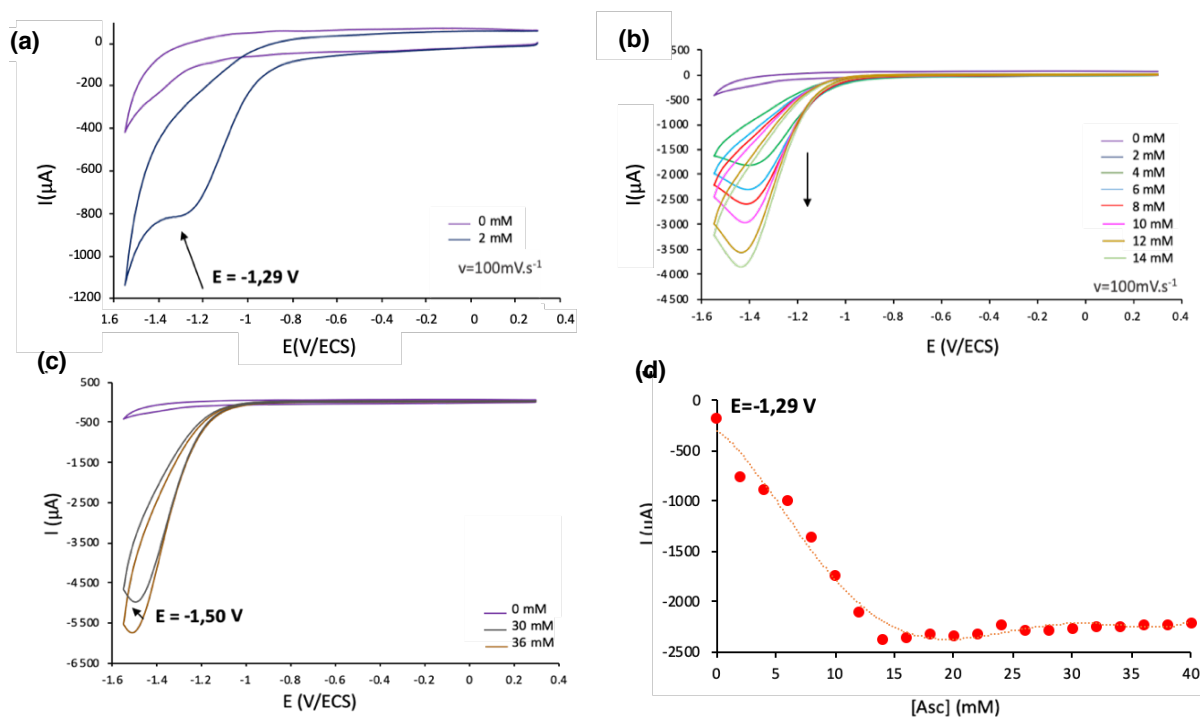 (a)
0
-200
-400
-600
-800
-1000
-1200
I(µA)
-1.6 -1.4 -1.2 -1 -0.8 -0.6 -0.4 -0.2 0 0.2 0.4
E(V/ECS)
0 mM
2 mM
v=100mV.s-1
E = -1,29 V
(b)
500
0
-500
-1000
-1500
-2000
-2500
-3000
-3500
-4 000
-4 500
I(µA)
-1.6 -1.4 -1.2 -1 -0.8 -0.6 -0.4 -0.2 0 0.2 0.4
E (V/ECS)
0 mM
2 mM
4 mM
6 mM
8 mM
10 mM
12 mM
14 mM
v=100mV.s-1
(c)
500
-500
-1 500
-2 500
-3 500
-4 500
-5 500
-6 500
I (µA)
-1.6 -1.4 -1.2 -1 -0.8 -0.6 -0.4 -0.2 0 0.2 0.4
E (V/ECS)
E = -1,50 V
0 mM
30 mM
36 mM
(d)
0
-500
-1000
-1500
-2000
-2500
I (µA)
0 5 10 15 20 25 30 35 40
[Asc] (mM)
E=-1,29 V